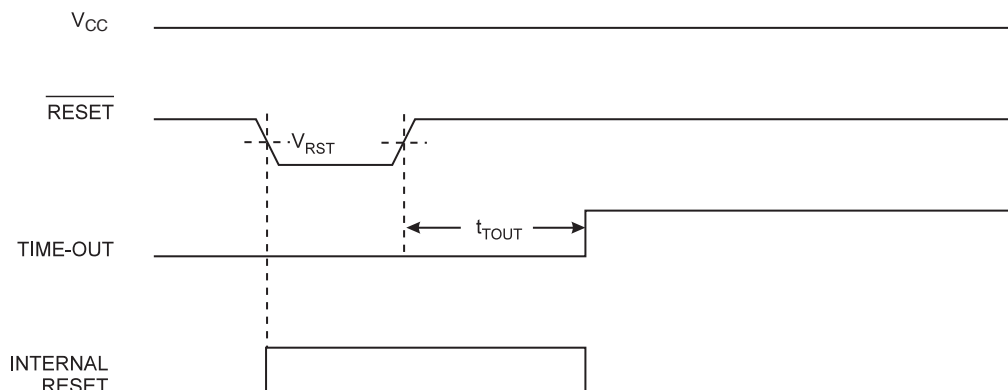 VCC
RESET
VRST
tTOUT
TIME-OUT
INTERNAL
RESET